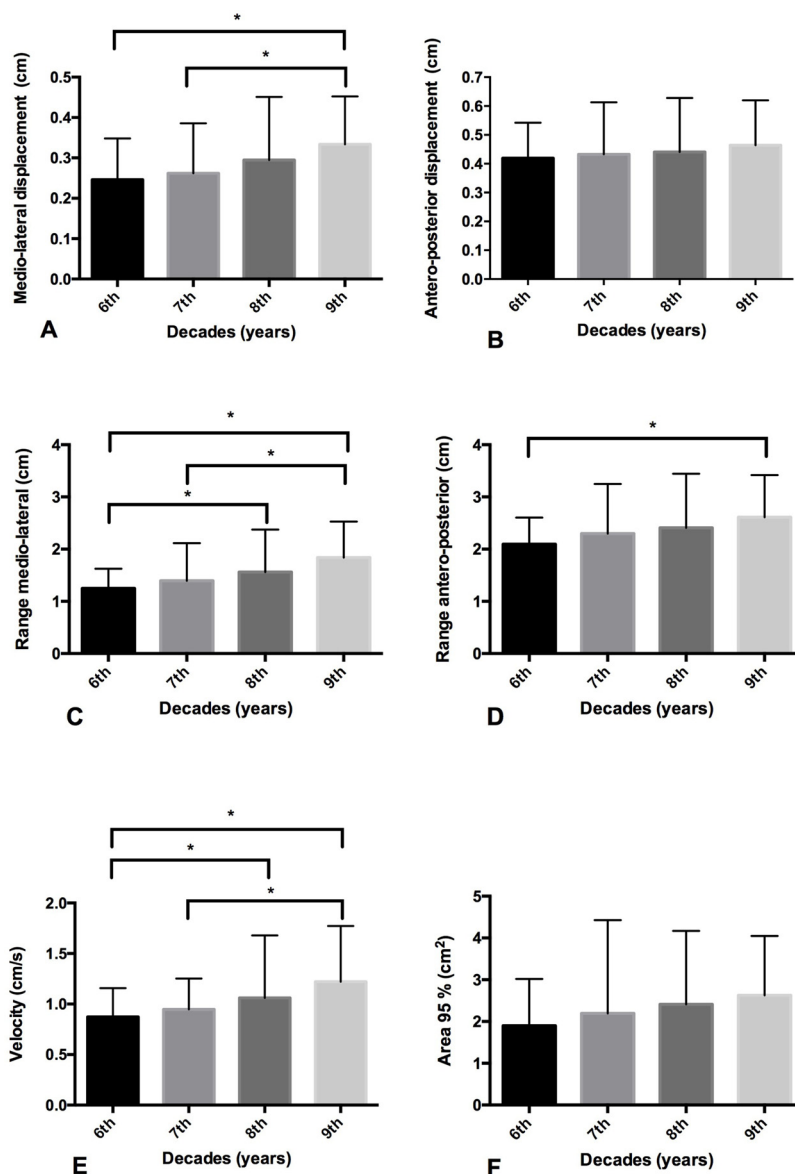 *
*
Medio-lateral displacement (cm)
0.5
0.4
0.3
0.2
0.1
0.0
6th
7th
8th
9th
Decades (years)
A
Antero-posterior displacement (cm)
0.7
0.6
0.5
0.4
0.3
0.2
0.1
0.0
6th
7th
8th
9th
Decades (years)
B
*
*
*
Range medio-lateral (cm)
4
3
2
1
0
6th
7th
8th
9th
Decades (years)
C
*
Range antero-posterior (cm)
4
3
2
1
0
6th
7th
8th
9th
Decades (years)
D
*
*
*
Velocity (cm/s)
2.0
1.5
1.0
0.5
0.0
6th
7th
8th
9th
Decades (years)
E
Area 95 % (cm²)
5
4
3
2
1
0
6th
7th
8th
9th
Decades (years)
F